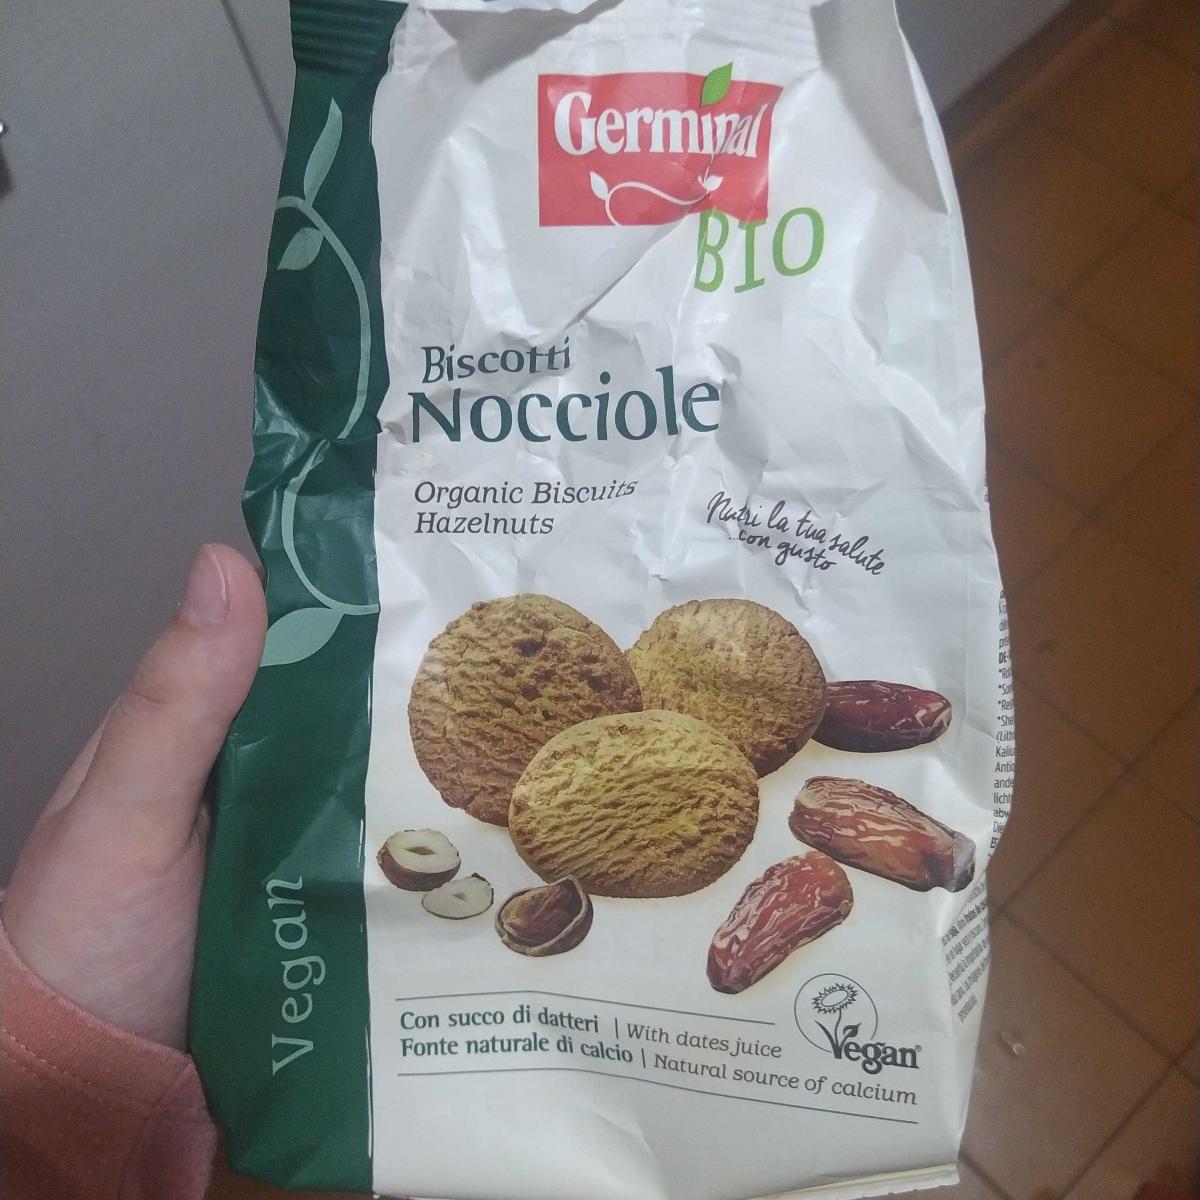 Germinal
BIO
Biscotti
Nocciole
Organic Biscuits
Hazelnuts
Nutri la tua salute
...con gusto
Vegan
Con succo di datteri | With dates juice
Fonte naturale di calcio | Natural source of calcium
Vegan®
DE-